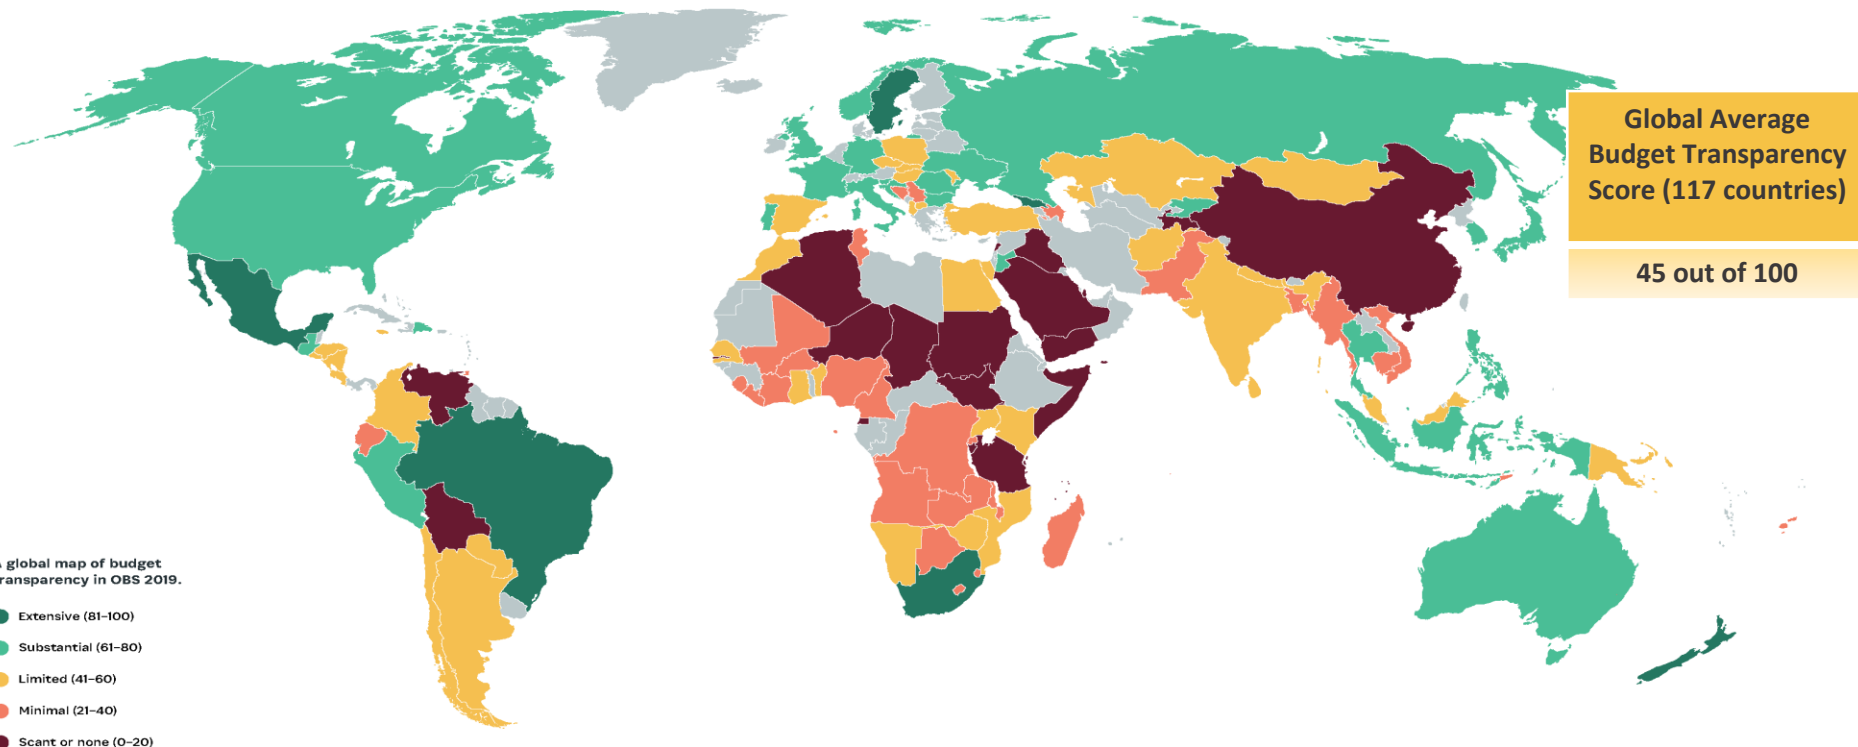 Global Average
Budget Transparency
Score (117 countries)
45 out of 100
global map of budget
ransparency in OBS 2019.
Extensive (81–100)
Substantial (61–80)
Limited (41–60)
Minimal (21–40)
Scant or none (0–20)